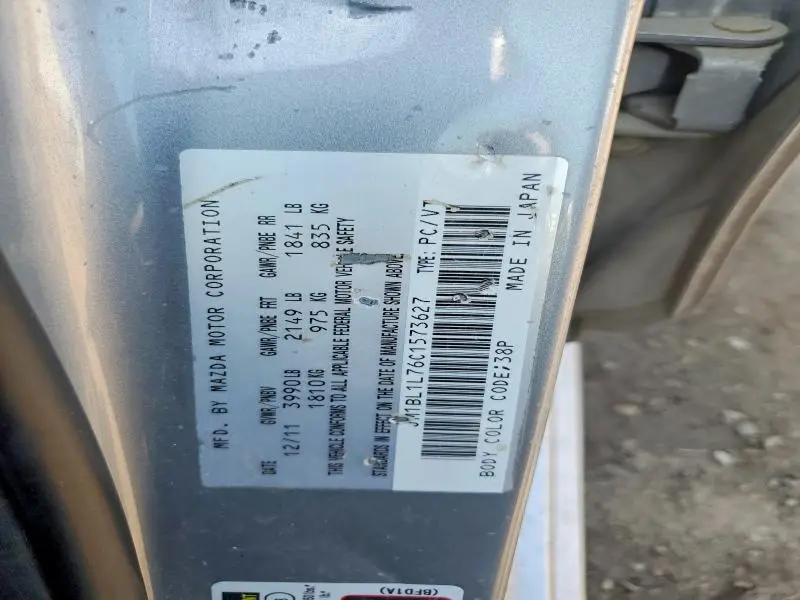 MFD. BY MAZDA MOTOR CORPORATION
DATE GVWR/PNBV GAWR/PNBE FRT GAWR/PNBE RR
12/11 3990LB 2149 LB 1841 LB
1810KG 975 KG 835 KG
THIS VEHICLE CONFORMS TO ALL APPLICABLE FEDERAL MOTOR VEHICLE SAFETY
STANDARDS IN EFFECT ON THE DATE OF MANUFACTURE SHOWN ABOVE.
JM1BL1L76C1573627 TYPE: PC/VT
BODY COLOR CODE;38P MADE IN JAPAN
(BFD1A)